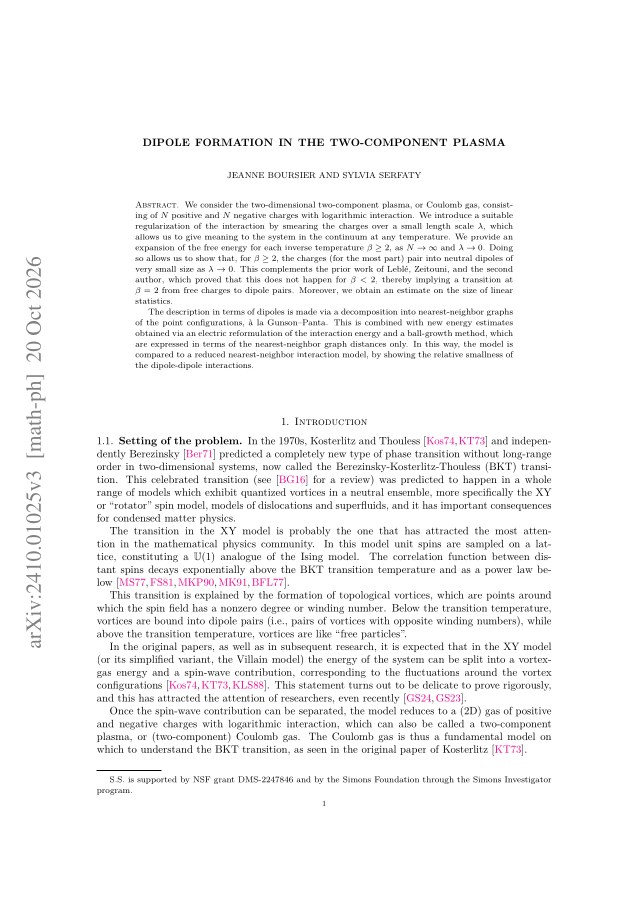 arXiv:2410.01025v3 [math-ph] 20 Oct 2026
DIPOLE FORMATION IN THE TWO-COMPONENT PLASMA
JEANNE BOURSIER AND SYLVIA SERFATY
Abstract. We consider the two-dimensional two-component plasma, or Coulomb gas, consist-
ing of N positive and N negative charges with logarithmic interaction. We introduce a suitable
regularization of the interaction by smearing the charges over a small length scale λ, which
allows us to give meaning to the system in the continuum at any temperature. We provide an
expansion of the free energy for each inverse temperature β ≥ 2, as N → ∞ and λ → 0. Doing
so allows us to show that, for β ≥ 2, the charges (for the most part) pair into neutral dipoles of
very small size as λ → 0. This complements the prior work of Leblé, Zeitouni, and the second
author, which proved that this does not happen for β < 2, thereby implying a transition at
β = 2 from free charges to dipole pairs. Moreover, we obtain an estimate on the size of linear
statistics.
The description in terms of dipoles is made via a decomposition into nearest-neighbor graphs
of the point configurations, à la Gunson–Panta. This is combined with new energy estimates
obtained via an electric reformulation of the interaction energy and a ball-growth method, which
are expressed in terms of the nearest-neighbor graph distances only. In this way, the model is
compared to a reduced nearest-neighbor interaction model, by showing the relative smallness of
the dipole-dipole interactions.
1. Introduction
1.1. Setting of the problem. In the 1970s, Kosterlitz and Thouless [Kos74,KT73] and indepen-
dently Berezinsky [Ber71] predicted a completely new type of phase transition without long-range
order in two-dimensional systems, now called the Berezinsky-Kosterlitz-Thouless (BKT) transi-
tion. This celebrated transition (see [BG16] for a review) was predicted to happen in a whole
range of models which exhibit quantized vortices in a neutral ensemble, more specifically the XY
or “rotator” spin model, models of dislocations and superfluids, and it has important consequences
for condensed matter physics.
The transition in the XY model is probably the one that has attracted the most atten-
tion in the mathematical physics community. In this model unit spins are sampled on a lat-
tice, constituting a 𝕌(1) analogue of the Ising model. The correlation function between dis-
tant spins decays exponentially above the BKT transition temperature and as a power law be-
low [MS77,FS81,MKP90,MK91,BFL77].
This transition is explained by the formation of topological vortices, which are points around
which the spin field has a nonzero degree or winding number. Below the transition temperature,
vortices are bound into dipole pairs (i.e., pairs of vortices with opposite winding numbers), while
above the transition temperature, vortices are like “free particles”.
In the original papers, as well as in subsequent research, it is expected that in the XY model
(or its simplified variant, the Villain model) the energy of the system can be split into a vortex-
gas energy and a spin-wave contribution, corresponding to the fluctuations around the vortex
configurations [Kos74,KT73,KLS88]. This statement turns out to be delicate to prove rigorously,
and this has attracted the attention of researchers, even recently [GS24,GS23].
Once the spin-wave contribution can be separated, the model reduces to a (2D) gas of positive
and negative charges with logarithmic interaction, which can also be called a two-component
plasma, or (two-component) Coulomb gas. The Coulomb gas is thus a fundamental model on
which to understand the BKT transition, as seen in the original paper of Kosterlitz [KT73].
S.S. is supported by NSF grant DMS-2247846 and by the Simons Foundation through the Simons Investigator
program.
1